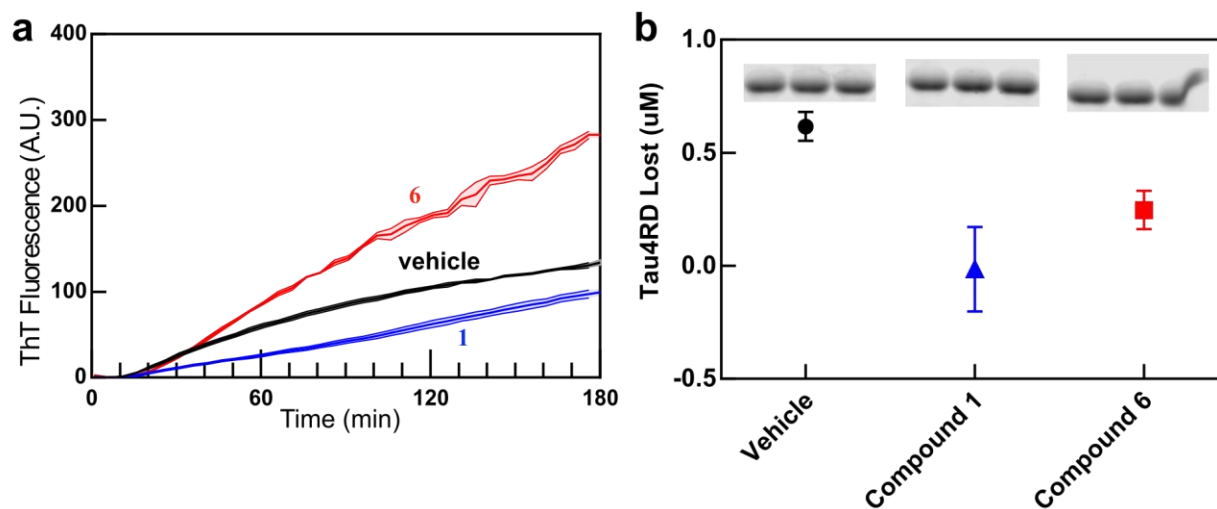 a
400
300
200
100
0
ThT Fluorescence (A.U.)
6
vehicle
1
0
60
120
180
Time (min)
b
1.0
0.5
0.0
-0.5
Tau4RD Lost (uM)
Vehicle
Compound 1
Compound 6